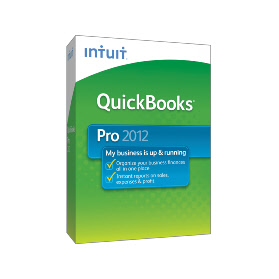 INTUIT
QuickBooks
Pro 2012
My business is up & running
Organize your business finances
all in one place
Instant reports on sales,
expenses & profit